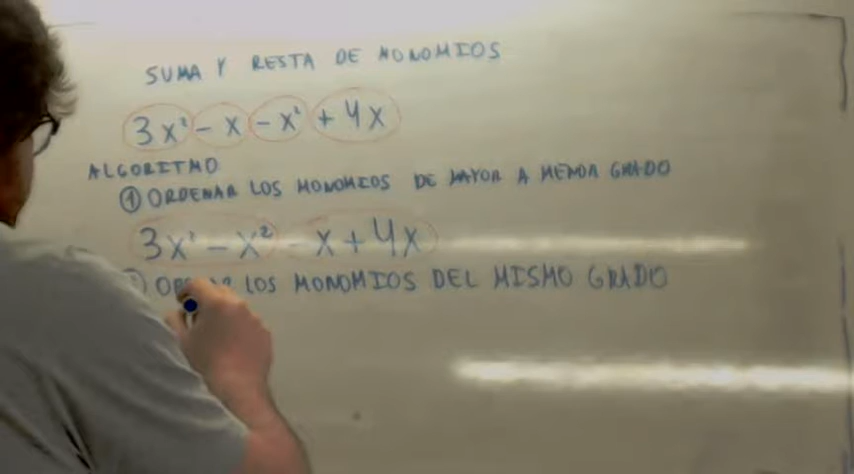 SUMA Y RESTA DE MONOMIOS
3x² - x - x² + 4x
ALGORITMO
① ORDENAR LOS MONOMIOS DE MAYOR A MENOR GRADO
3x² - x² - x + 4x
LOS MONOMIOS DEL MISMO GRADO